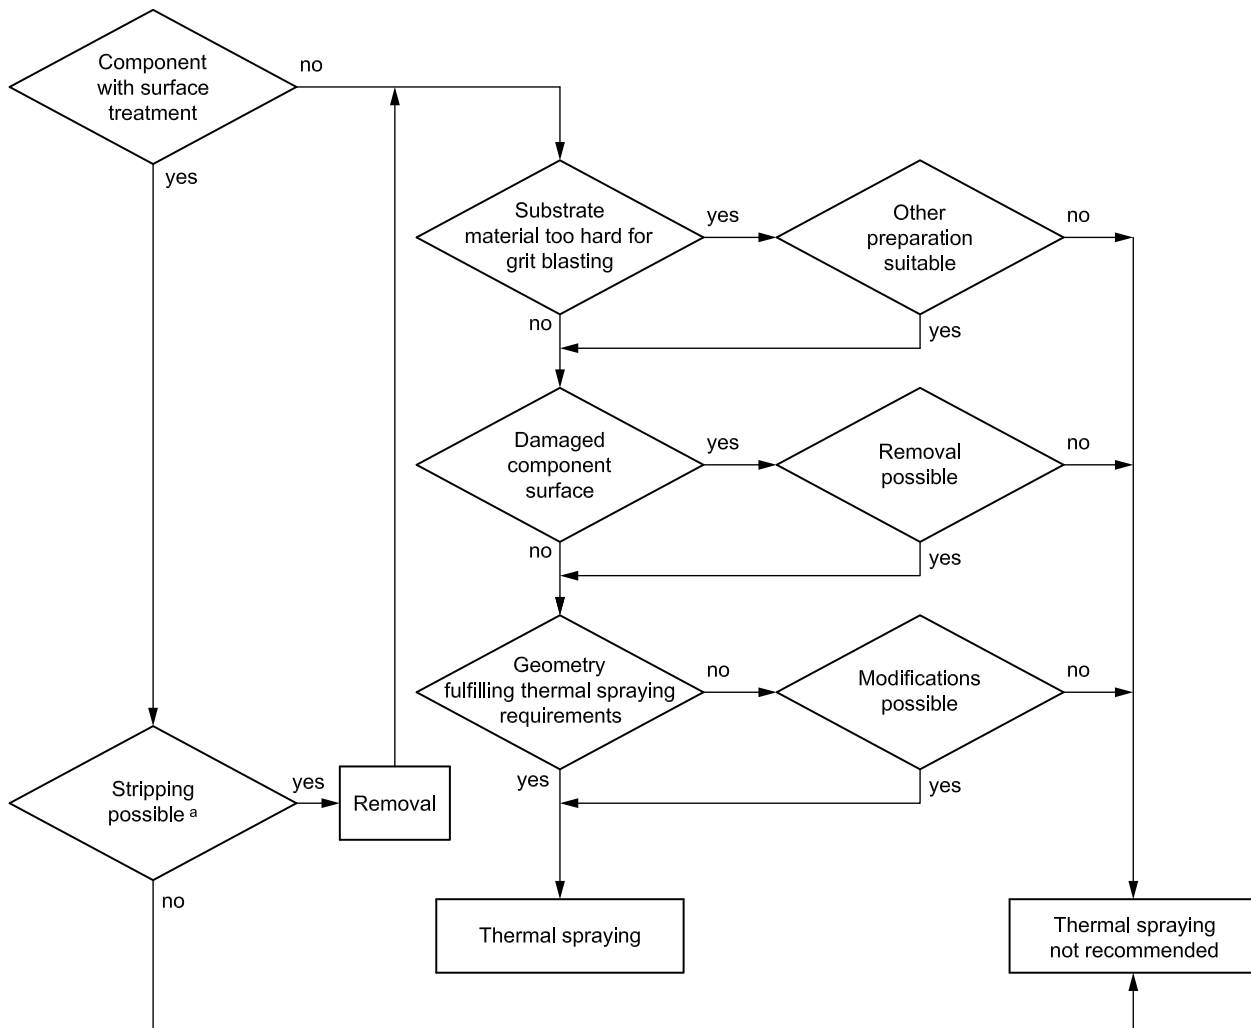 Component
with surface
treatment
no
yes
Substrate
material too hard for
grit blasting
yes
no
Other
preparation
suitable
no
yes
Damaged
component
surface
yes
no
Removal
possible
no
yes
Geometry
fulfilling thermal spraying
requirements
no
yes
Modifications
possible
no
yes
Stripping
possible a
yes
no
Removal
Thermal spraying
Thermal spraying
not recommended